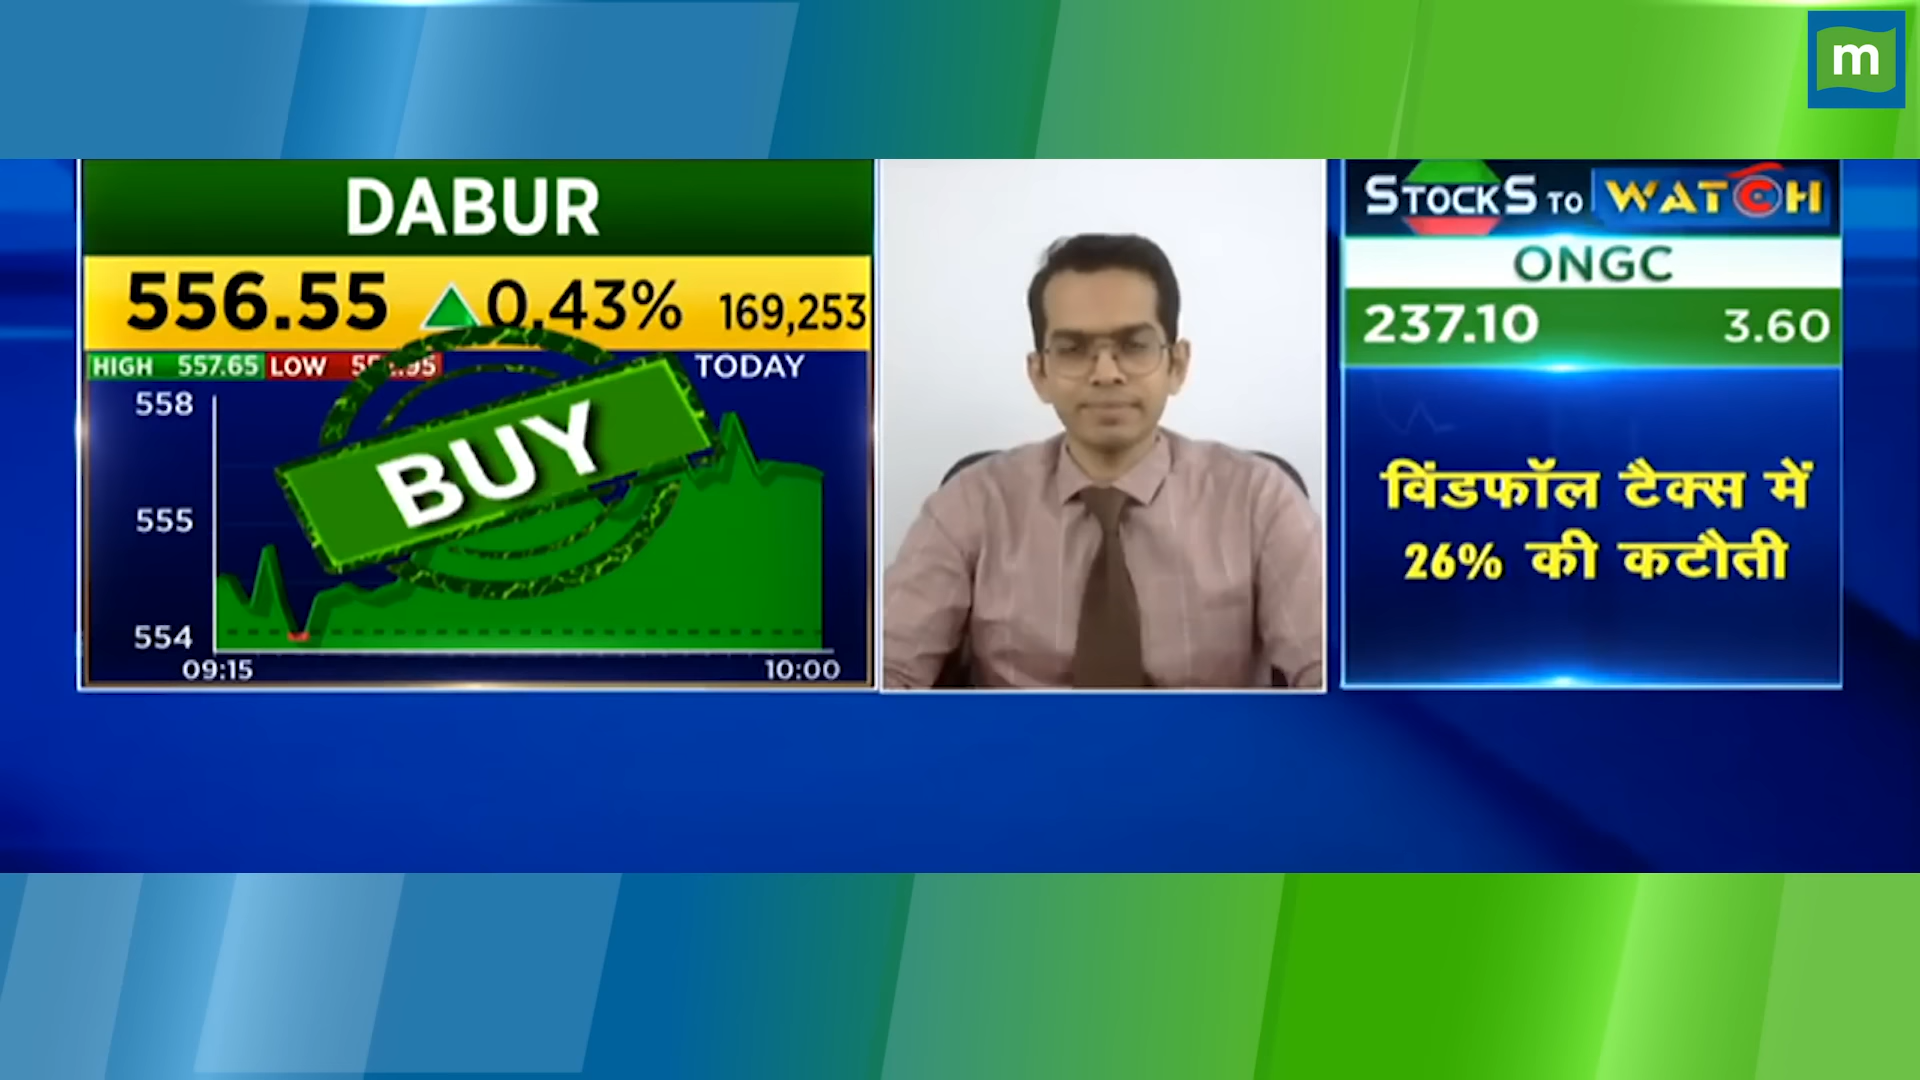 m
DABUR
556.55 0.43% 169,253
HIGH 557.65 LOW TODAY
BUY
558
555
554
09:15 10:00
STOCKS TO WATCH
ONGC
237.10 3.60
विंडफॉल टैक्स में
26% की कटौती